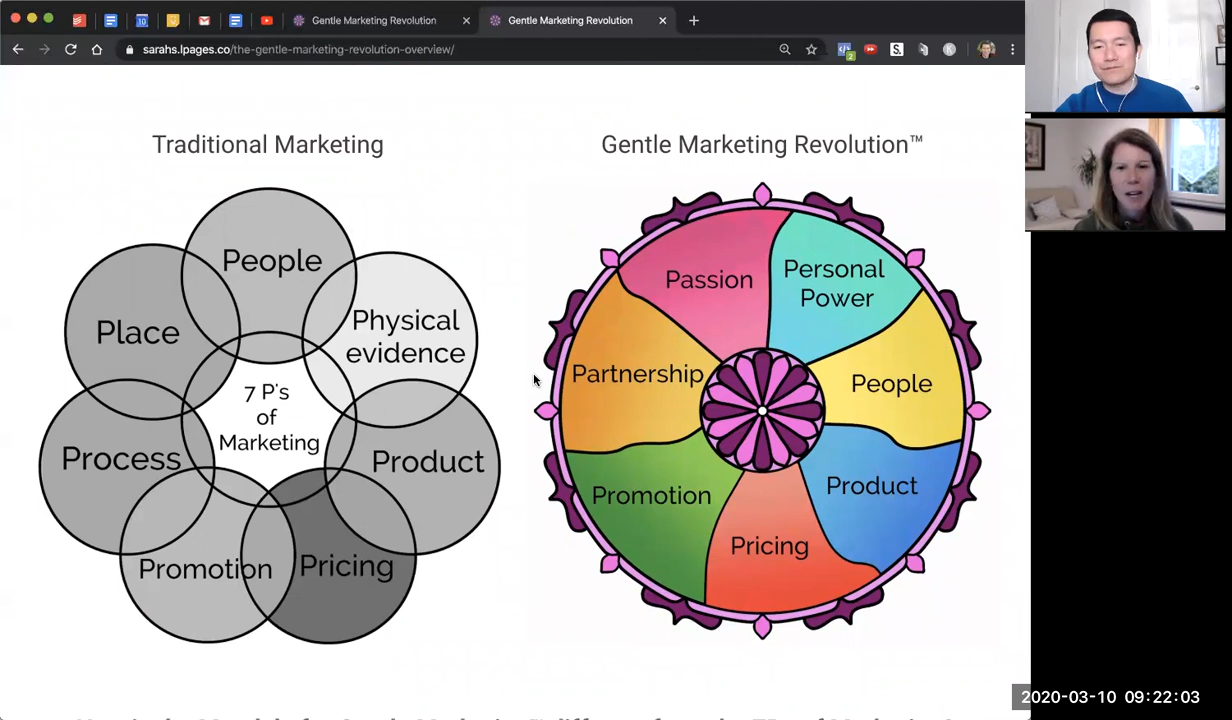 Gentle Marketing Revolution
Gentle Marketing Revolution
sarahs.lpages.co/the-gentle-marketing-revolution-overview/
Traditional Marketing
Gentle Marketing Revolution™
People
Physical
evidence
Place
7 P's
of
Marketing
Process
Product
Promotion
Pricing
Passion
Personal
Power
Partnership
People
Promotion
Product
Pricing
2020-03-10 09:22:03